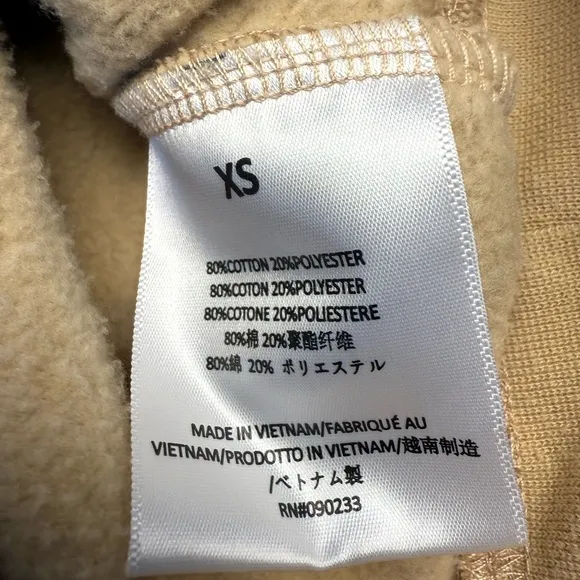 XS
80%COTTON 20%POLYESTER
80%COTON 20%POLYESTER
80%COTONE 20%POLIESTERE
80%棉 20%聚酯纤维
80%綿 20% ポリエステル
MADE IN VIETNAM/FABRIQUÉ AU
VIETNAM/PRODOTTO IN VIETNAM/越南制造
/ベトナム製
RN#090233